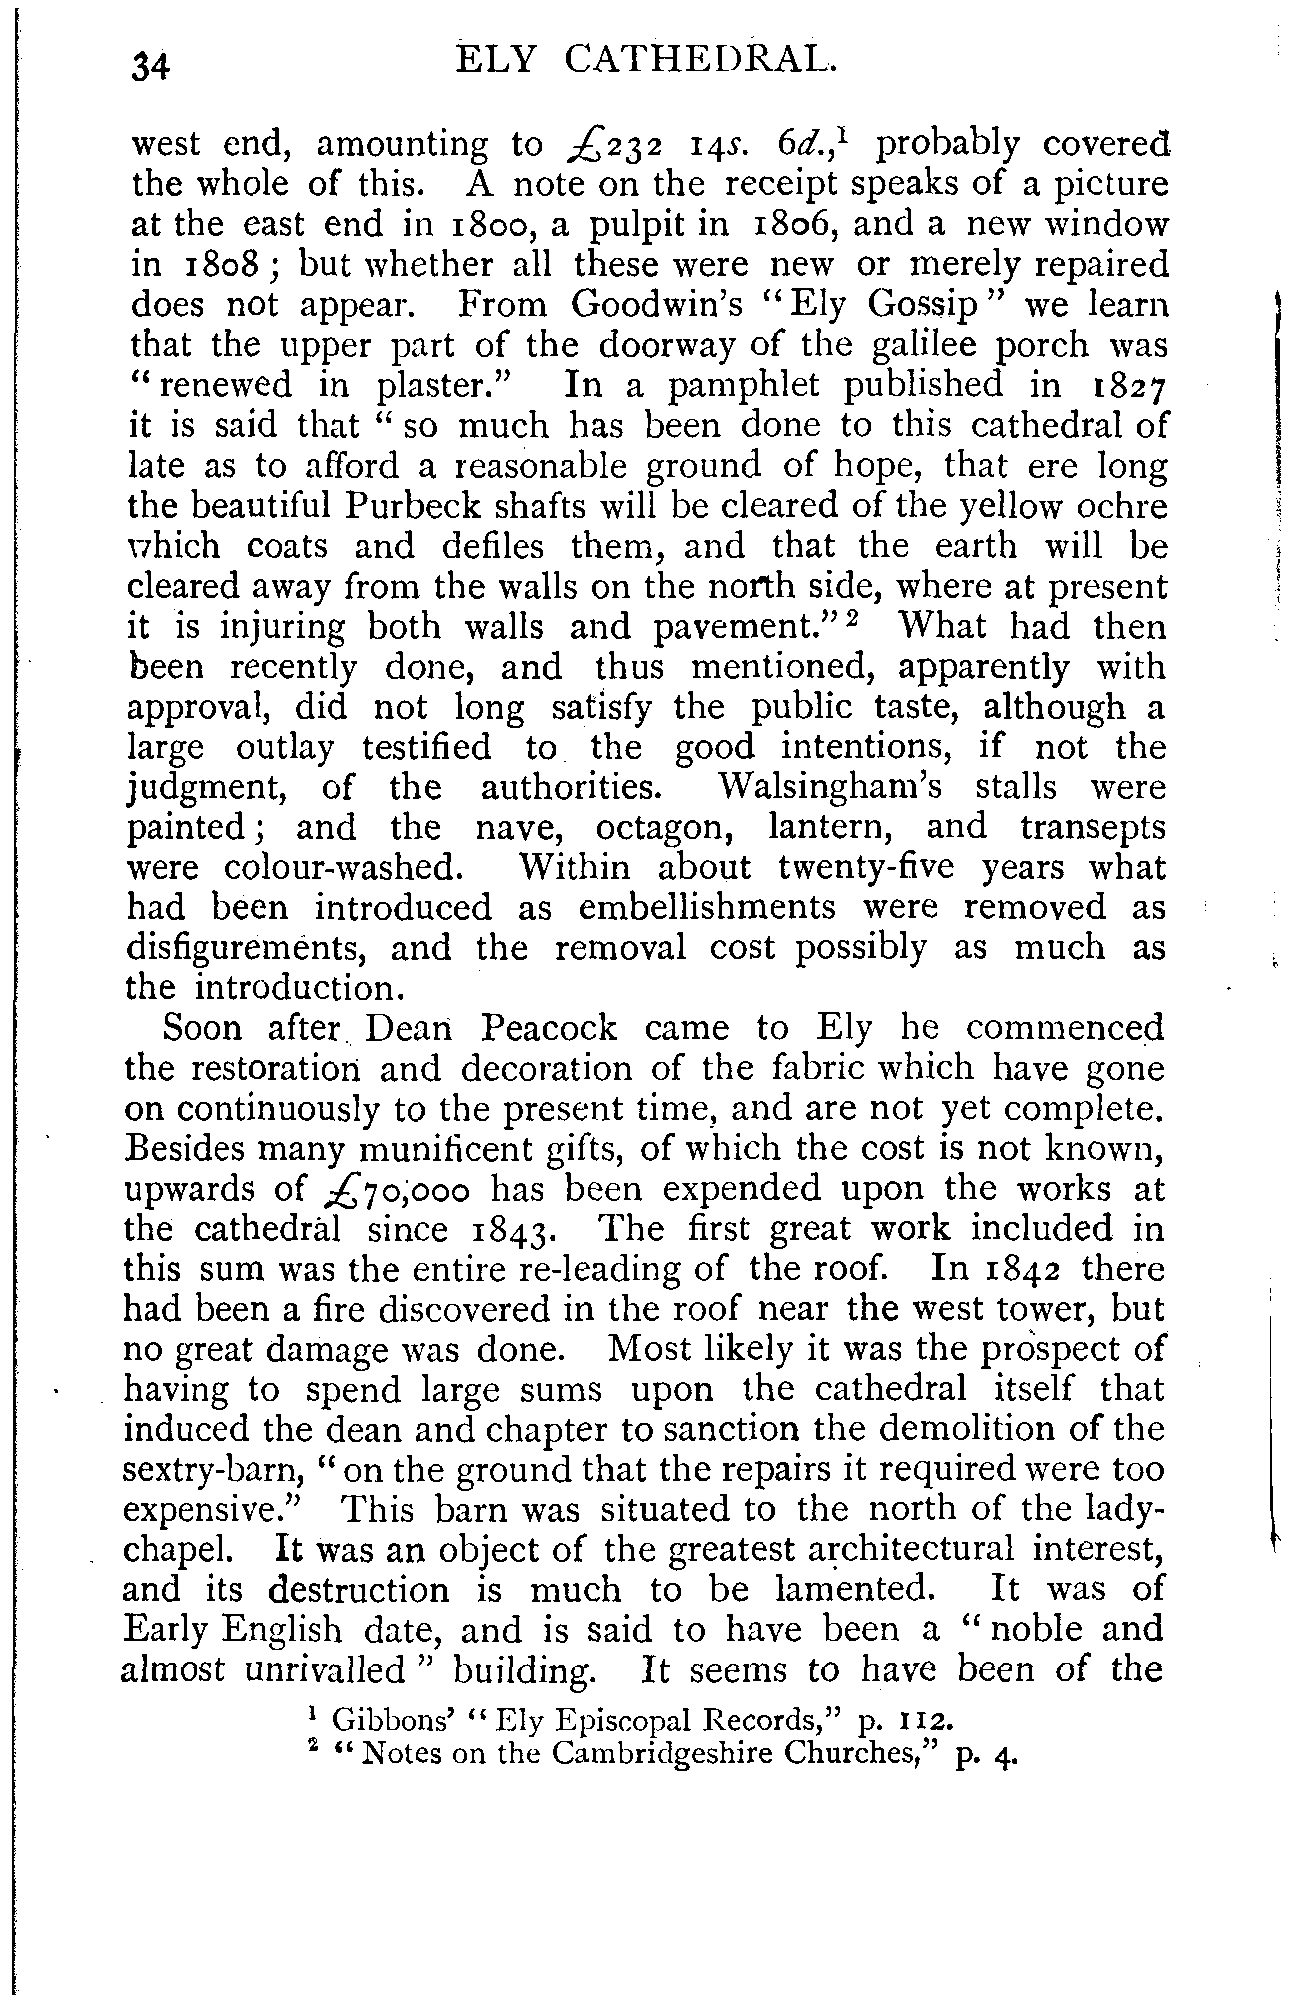 34 ELY CATHEDRAL.
west end, amounting to £232 14s. 6d.,¹ probably covered
the whole of this. A note on the receipt speaks of a picture
at the east end in 1800, a pulpit in 1806, and a new window
in 1808; but whether all these were new or merely repaired
does not appear. From Goodwin's "Ely Gossip" we learn
that the upper part of the doorway of the galilee porch was
"renewed in plaster." In a pamphlet published in 1827
it is said that "so much has been done to this cathedral of
late as to afford a reasonable ground of hope, that ere long
the beautiful Purbeck shafts will be cleared of the yellow ochre
which coats and defiles them, and that the earth will be
cleared away from the walls on the north side, where at present
it is injuring both walls and pavement."² What had then
been recently done, and thus mentioned, apparently with
approval, did not long satisfy the public taste, although a
large outlay testified to the good intentions, if not the
judgment, of the authorities. Walsingham's stalls were
painted; and the nave, octagon, lantern, and transepts
were colour-washed. Within about twenty-five years what
had been introduced as embellishments were removed as
disfigurements, and the removal cost possibly as much as
the introduction.
Soon after Dean Peacock came to Ely he commenced
the restoration and decoration of the fabric which have gone
on continuously to the present time, and are not yet complete.
Besides many munificent gifts, of which the cost is not known,
upwards of £70,000 has been expended upon the works at
the cathedral since 1843. The first great work included in
this sum was the entire re-leading of the roof. In 1842 there
had been a fire discovered in the roof near the west tower, but
no great damage was done. Most likely it was the prospect of
having to spend large sums upon the cathedral itself that
induced the dean and chapter to sanction the demolition of the
sextry-barn, "on the ground that the repairs it required were too
expensive." This barn was situated to the north of the lady-
chapel. It was an object of the greatest architectural interest,
and its destruction is much to be lamented. It was of
Early English date, and is said to have been a "noble and
almost unrivalled" building. It seems to have been of the
¹ Gibbons' "Ely Episcopal Records," p. 112.
² "Notes on the Cambridgeshire Churches," p. 4.